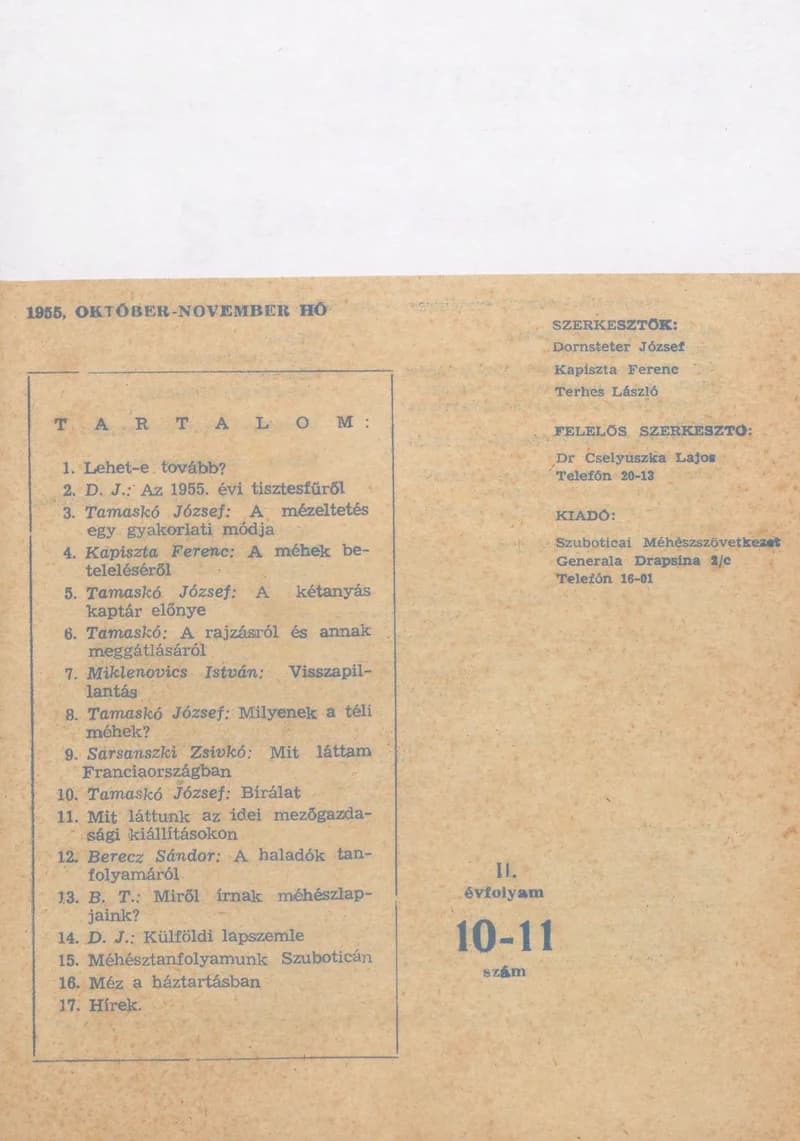 1955, OKTÓBER-NOVEMBER HÓ
TARTALOM:
1. Lehet-e tovább?
2. D. J.: Az 1955. évi tisztesfűről
3. Tamaskó József: A mézeltetés
egy gyakorlati módja
4. Kapiszta Ferenc: A méhek be-
teleléséről
5. Tamaskó József: A kétanyás
kaptár előnye
6. Tamaskó: A rajzásról és annak
meggátlásáról
7. Miklenovics István: Visszapil-
lantás
8. Tamaskó József: Milyenek a téli
méhek?
9. Sarsanszki Zsivkó: Mit láttam
Franciaországban
10. Tamaskó József: Bírálat
11. Mit láttunk az idei mezőgazda-
sági kiállításokon
12. Berecz Sándor: A haladók tan-
folyamáról
13. B. T.: Miről írnak méhészlap-
jaink?
14. D. J.: Külföldi lapszemle
15. Méhésztanfolyamunk Szuboticán
16. Méz a háztartásban
17. Hírek.
SZERKESZTŐK:
Dornsteter József
Kapiszta Ferenc
Terhes László
FELELŐS SZERKESZTŐ:
Dr Cselyuszka Lajos
Telefón 20-13
KIADÓ:
Szuboticai Méhészszövetkezet
Generala Drapsina 2/c
Telefón 16-01
II.
évfolyam
10-11
szám